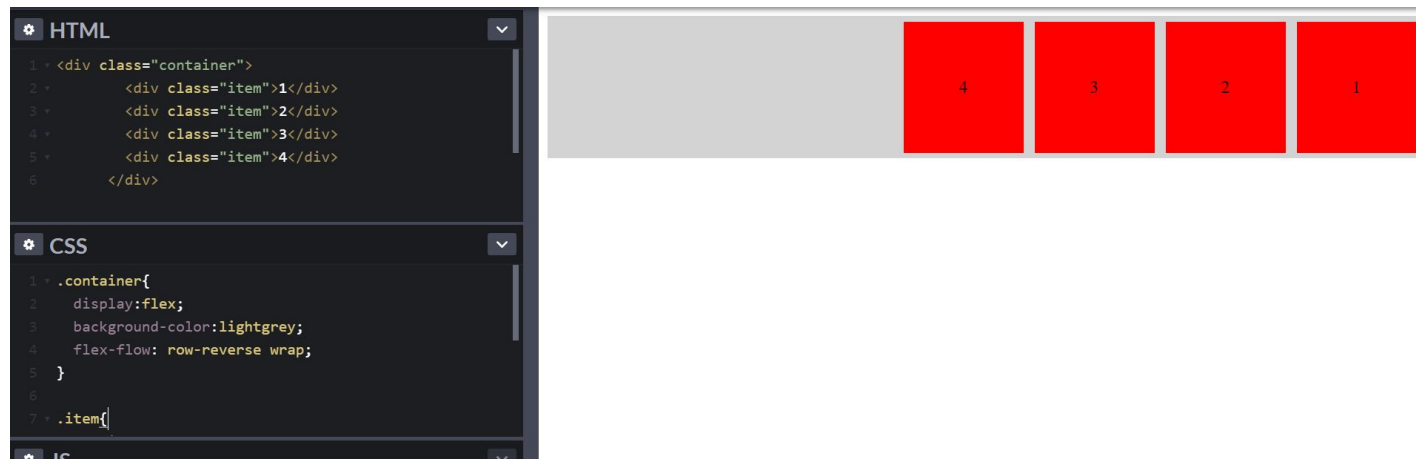 HTML
1 <div class="container">
2 <div class="item">1</div>
3 <div class="item">2</div>
4 <div class="item">3</div>
5 <div class="item">4</div>
6 </div>
CSS
1 .container{
2 display:flex;
3 background-color:lightgrey;
4 flex-flow: row-reverse wrap;
5 }
6
7 .item{
JS
4 3 2 1